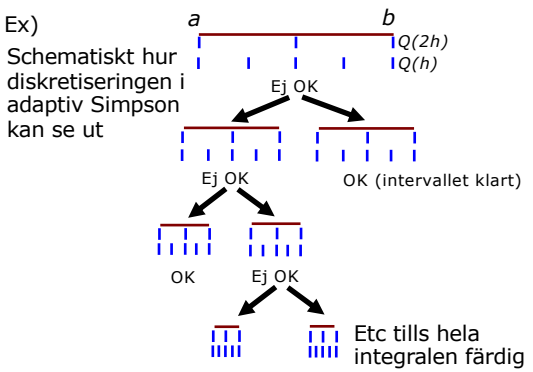 Ex)
Schematiskt hur
diskretiseringen i
adaptiv Simpson
kan se ut
a b
Q(2h)
Q(h)
Ej OK
Ej OK
OK (intervallet klart)
OK
Ej OK
Etc tills hela
integralen färdig